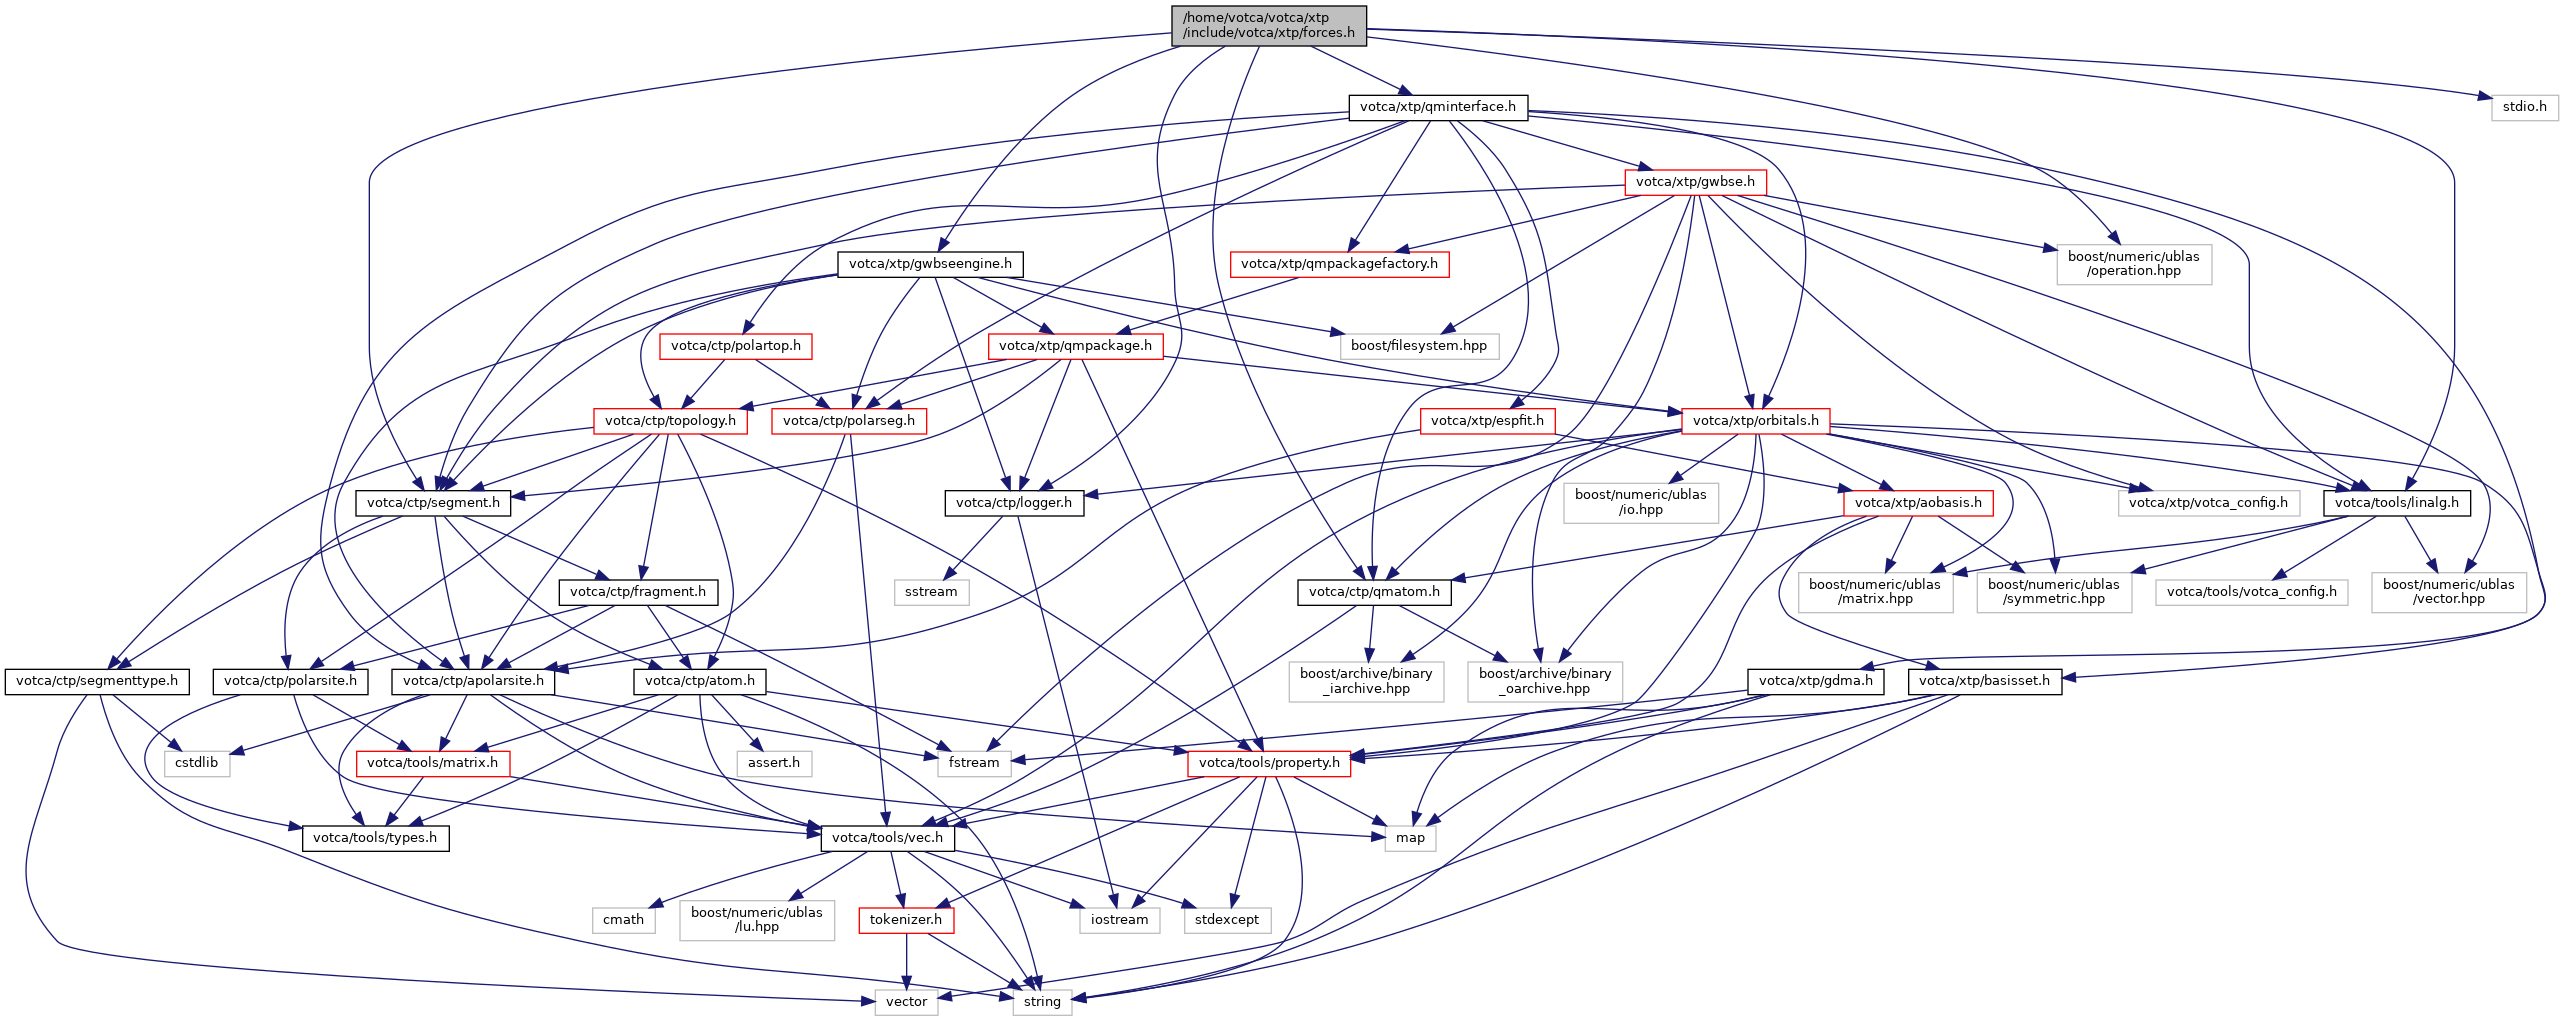 /home/votca/votca/xtp
/include/votca/xtp/forces.h
votca/xtp/qminterface.h
stdio.h
votca/xtp/gwbse.h
votca/xtp/gwbseengine.h
votca/xtp/qmpackagefactory.h
boost/numeric/ublas
/operation.hpp
votca/ctp/polartop.h
votca/xtp/qmpackage.h
boost/filesystem.hpp
votca/ctp/topology.h
votca/ctp/polarseg.h
votca/xtp/espfit.h
votca/xtp/orbitals.h
votca/ctp/segment.h
votca/ctp/logger.h
boost/numeric/ublas
/io.hpp
votca/xtp/aobasis.h
votca/xtp/votca_config.h
votca/tools/linalg.h
votca/ctp/fragment.h
sstream
votca/ctp/qmatom.h
boost/numeric/ublas
/matrix.hpp
boost/numeric/ublas
/symmetric.hpp
votca/tools/votca_config.h
boost/numeric/ublas
/vector.hpp
votca/ctp/segmenttype.h
votca/ctp/polarsite.h
votca/ctp/apolarsite.h
votca/ctp/atom.h
boost/archive/binary
_iarchive.hpp
boost/archive/binary
_oarchive.hpp
votca/xtp/gdma.h
votca/xtp/basisset.h
cstdlib
votca/tools/matrix.h
assert.h
fstream
votca/tools/property.h
votca/tools/types.h
votca/tools/vec.h
map
cmath
boost/numeric/ublas
/lu.hpp
tokenizer.h
iostream
stdexcept
vector
string